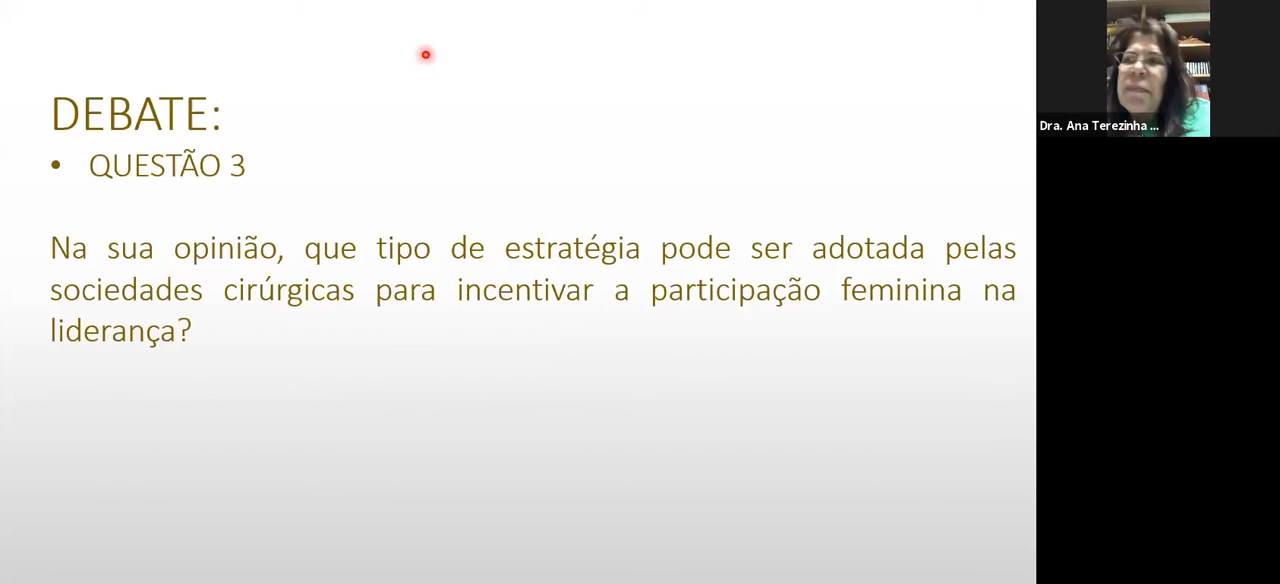 DEBATE:
• QUESTÃO 3
Na sua opinião, que tipo de estratégia pode ser adotada pelas
sociedades cirúrgicas para incentivar a participação feminina na
liderança?
Dra. Ana Terezinha ...